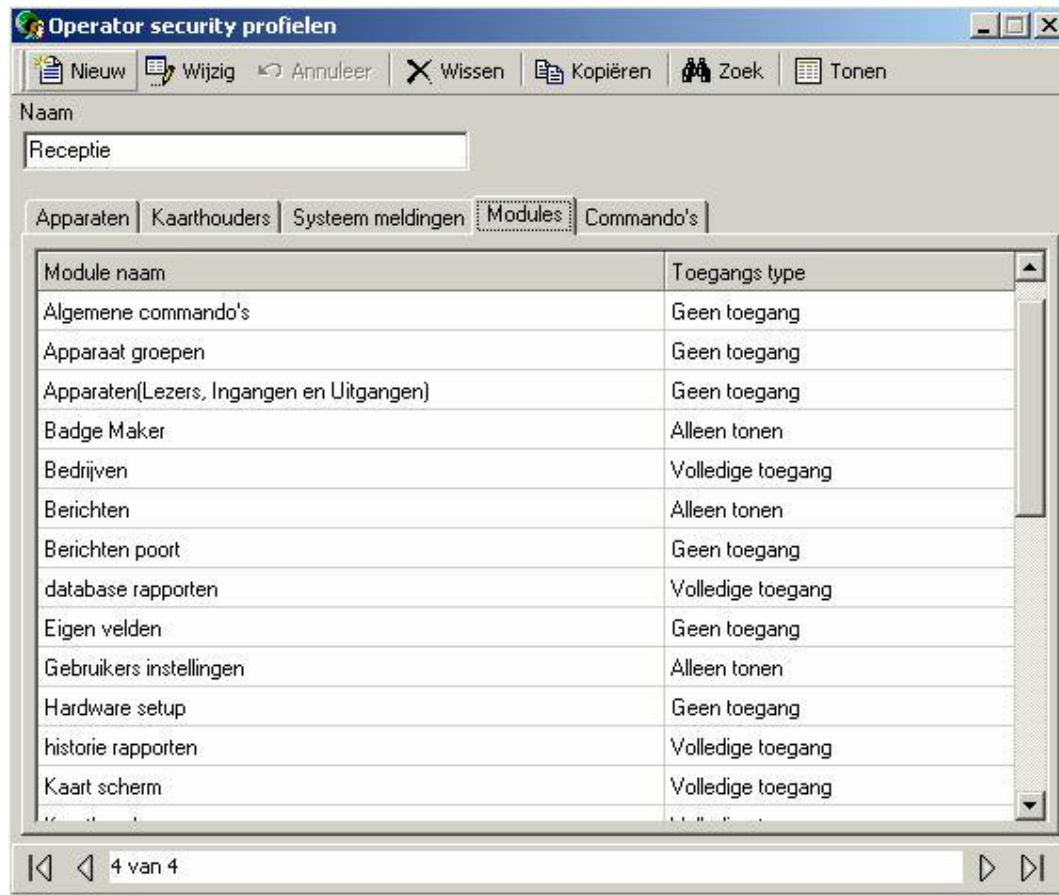 Operator security profielen
Nieuw Wijzig Annuleer Wissen Kopiëren Zoek Tonen
Naam
Receptie
Apparaten Kaarthouders Systeem meldingen Modules Commando's
Module naam Toegangs type
Algemene commando's Geen toegang
Apparaat groepen Geen toegang
Apparaten(Lezers, Ingangen en Uitgangen) Geen toegang
Badge Maker Alleen tonen
Bedrijven Volledige toegang
Berichten Alleen tonen
Berichten poort Geen toegang
database rapporten Volledige toegang
Eigen velden Geen toegang
Gebruikers instellingen Alleen tonen
Hardware setup Geen toegang
historie rapporten Volledige toegang
Kaart scherm Volledige toegang
4 van 4